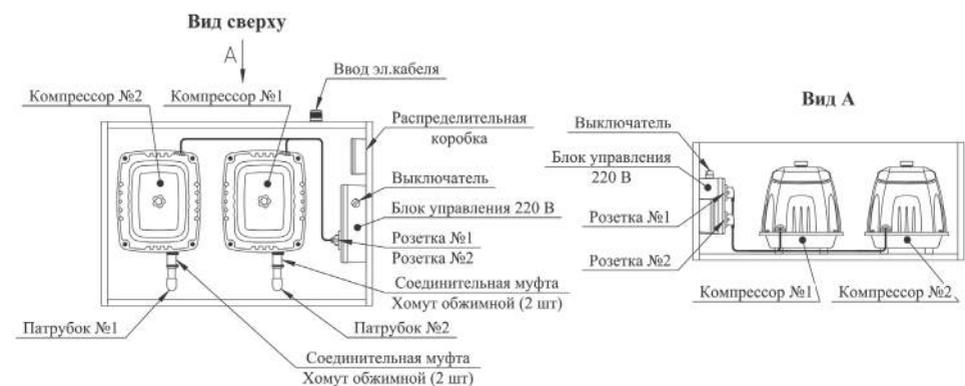 Вид сверху
А
Ввод эл.кабеля
Компрессор №2
Компрессор №1
Распределительная
коробка
Выключатель
Блок управления 220 В
Розетка №1
Розетка №2
Соединительная муфта
Хомут обжимной (2 шт)
Патрубок №1
Патрубок №2
Соединительная муфта
Хомут обжимной (2 шт)
Вид А
Выключатель
Блок управления
220 В
Розетка №1
Розетка №2
Компрессор №1
Компрессор №2